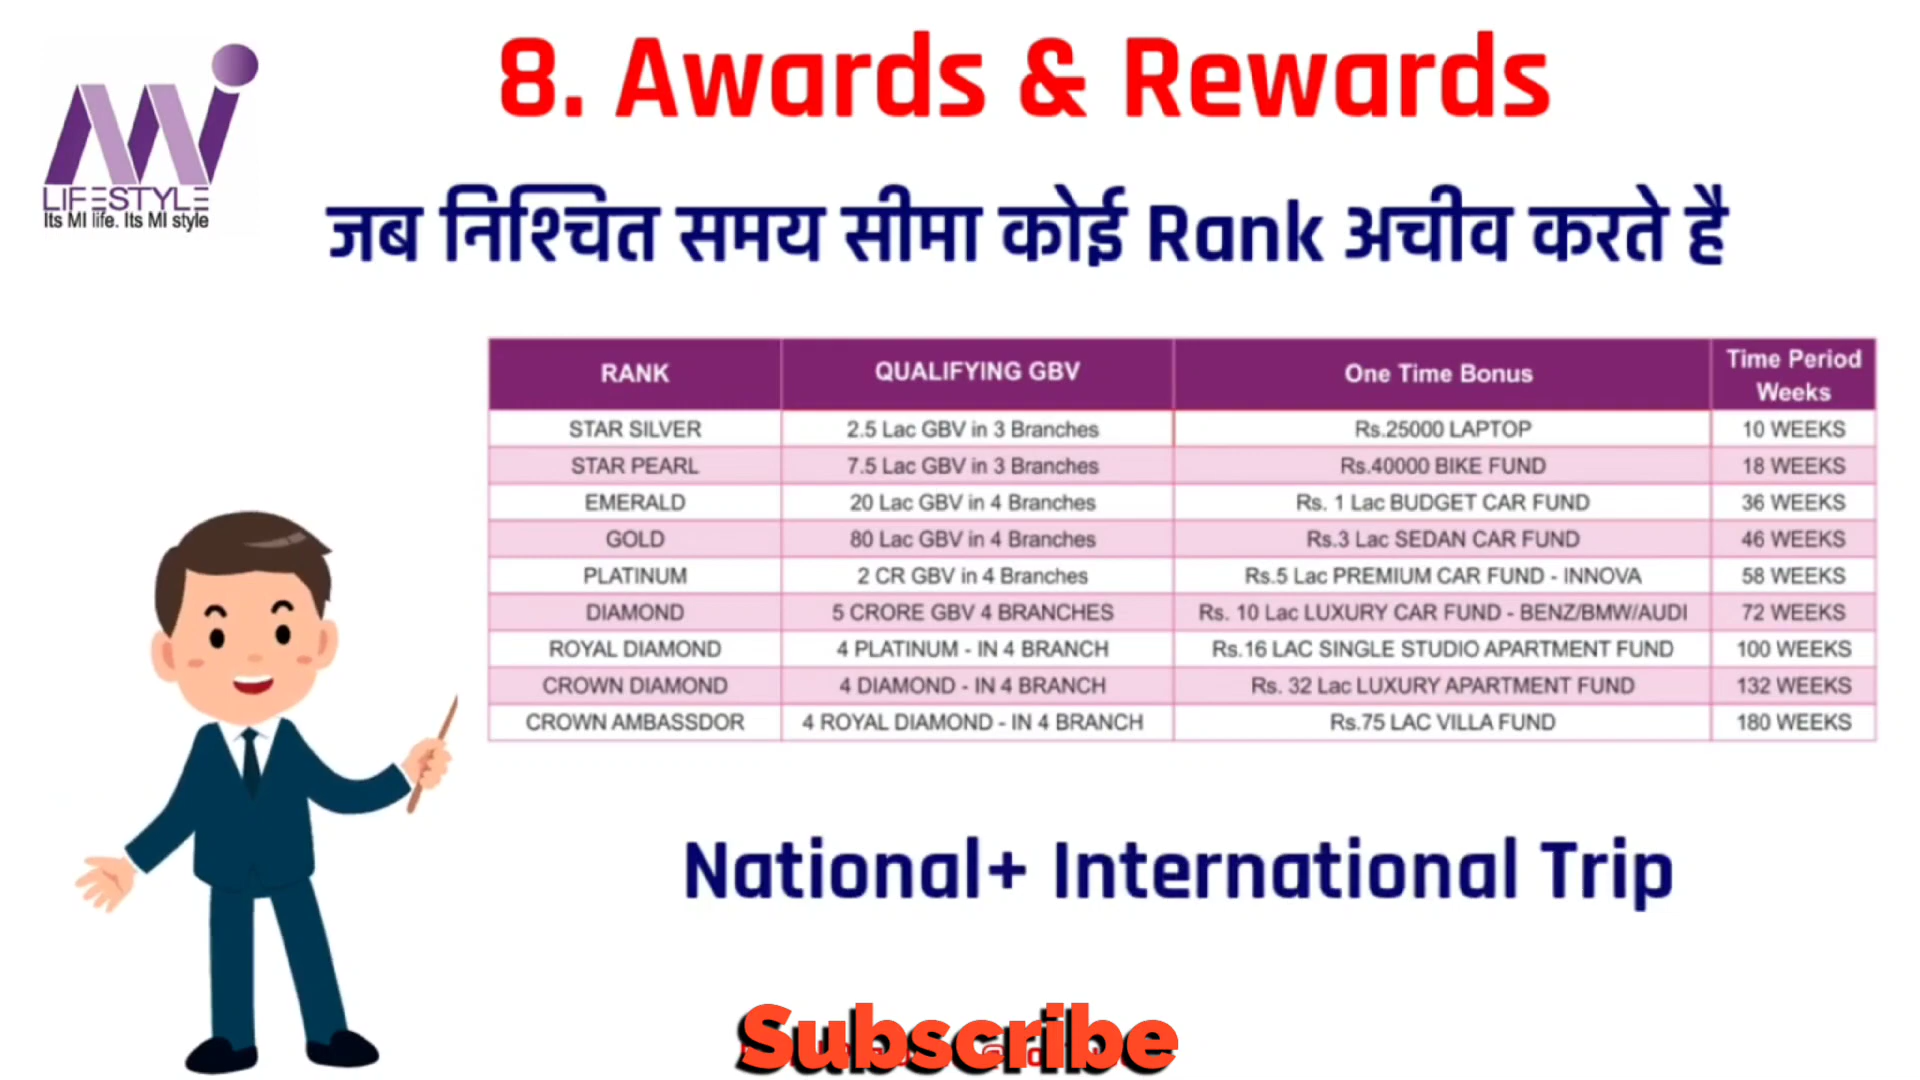 8. Awards & Rewards
LIFESTYLE
Its MI life. Its MI style
जब निश्चित समय सीमा कोई Rank अचीव करते है
RANK QUALIFYING GBV One Time Bonus Time Period Weeks
STAR SILVER 2.5 Lac GBV in 3 Branches Rs.25000 LAPTOP 10 WEEKS
STAR PEARL 7.5 Lac GBV in 3 Branches Rs.40000 BIKE FUND 18 WEEKS
EMERALD 20 Lac GBV in 4 Branches Rs. 1 Lac BUDGET CAR FUND 36 WEEKS
GOLD 80 Lac GBV in 4 Branches Rs.3 Lac SEDAN CAR FUND 46 WEEKS
PLATINUM 2 CR GBV in 4 Branches Rs.5 Lac PREMIUM CAR FUND - INNOVA 58 WEEKS
DIAMOND 5 CRORE GBV 4 BRANCHES Rs. 10 Lac LUXURY CAR FUND - BENZ/BMW/AUDI 72 WEEKS
ROYAL DIAMOND 4 PLATINUM - IN 4 BRANCH Rs.16 LAC SINGLE STUDIO APARTMENT FUND 100 WEEKS
CROWN DIAMOND 4 DIAMOND - IN 4 BRANCH Rs. 32 Lac LUXURY APARTMENT FUND 132 WEEKS
CROWN AMBASSDOR 4 ROYAL DIAMOND - IN 4 BRANCH Rs.75 LAC VILLA FUND 180 WEEKS
National+ International Trip
Subscribe